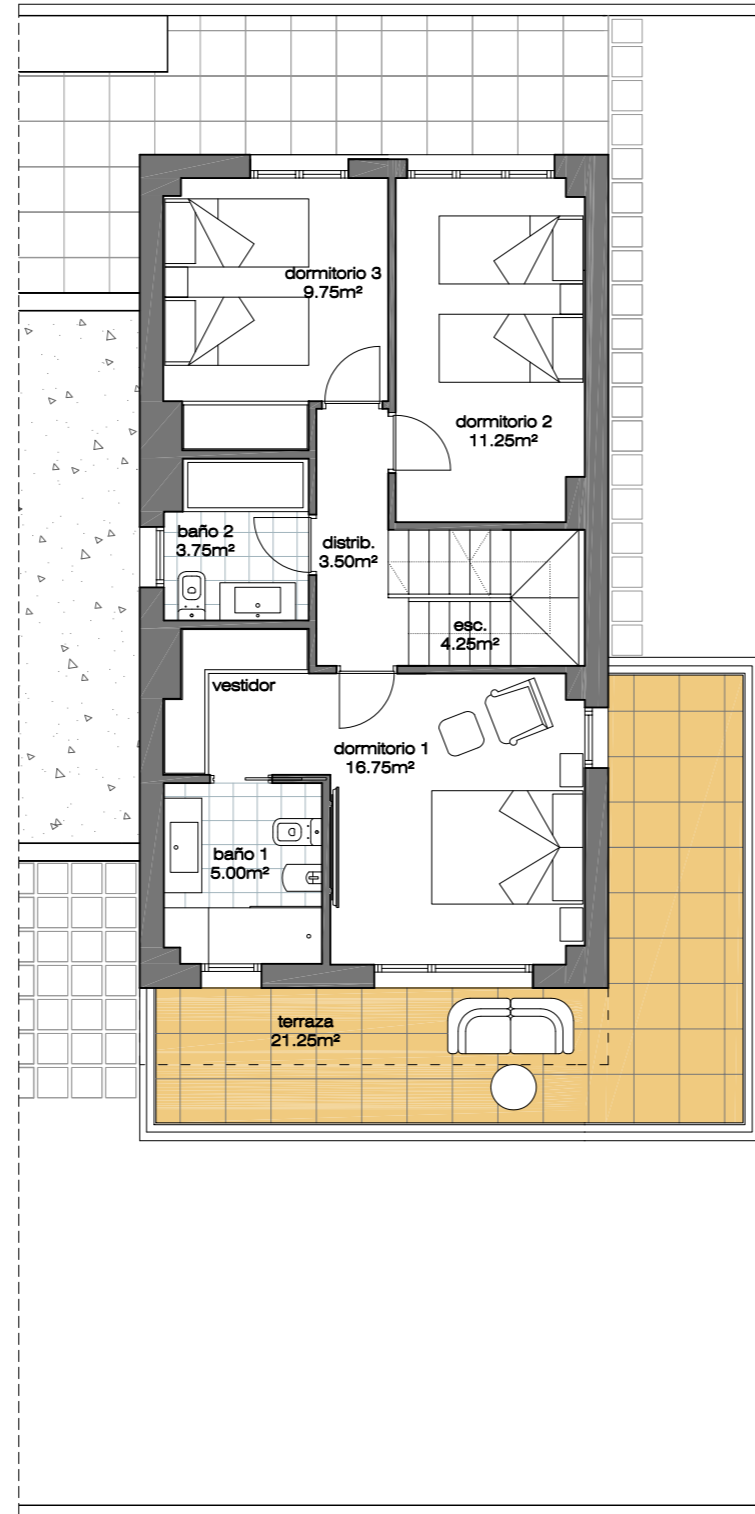 dormitorio 3
9.75m²
dormitorio 2
11.25m²
baño 2
3.75m²
distrib.
3.50m²
esc.
4.25m²
vestidor
dormitorio 1
16.75m²
baño 1
5.00m²
terraza
21.25m²